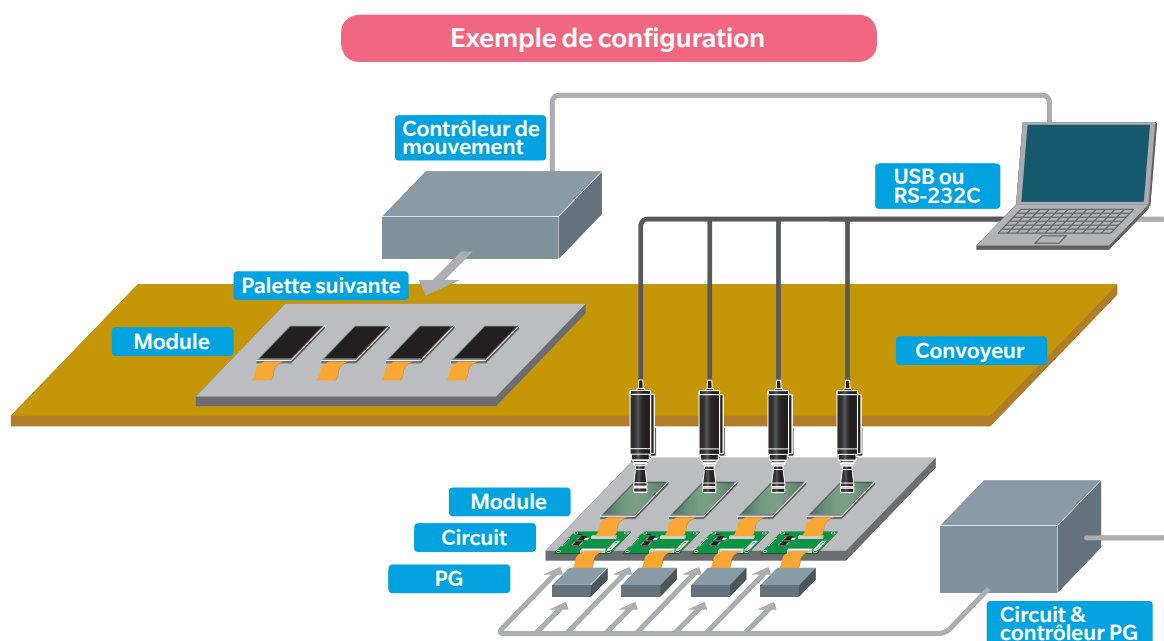 Exemple de configuration
Contrôleur de
mouvement
USB ou
RS-232C
Palette suivante
Module
Convoyeur
Module
Circuit
PG
Circuit &
contrôleur PG